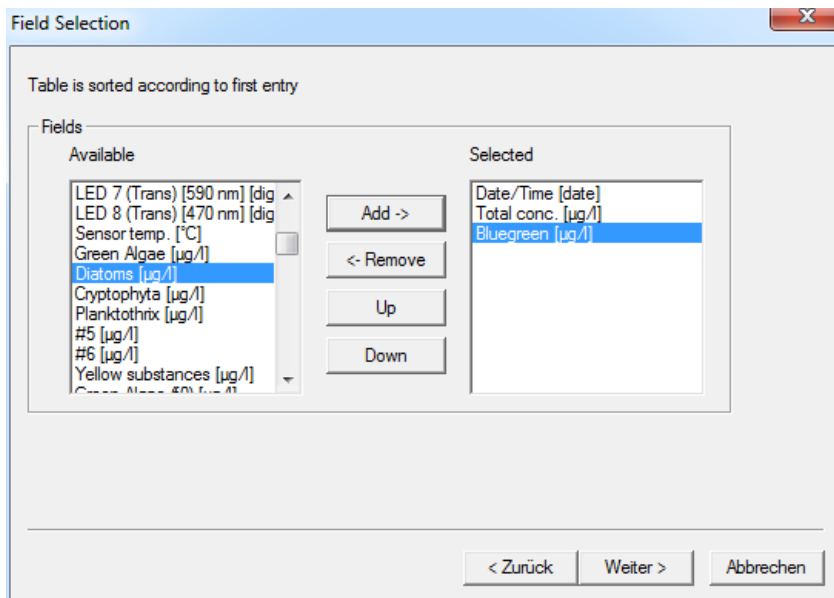 Field Selection
Table is sorted according to first entry
Fields
Available
LED 7 (Trans) [590 nm] [dig
LED 8 (Trans) [470 nm] [dig
Sensor temp. [°C]
Green Algae [µg/l]
Diatoms [µg/l]
Cryptophyta [µg/l]
Planktothrix [µg/l]
#5 [µg/l]
#6 [µg/l]
Yellow substances [µg/l]
Add ->
<- Remove
Up
Down
Selected
Date/Time [date]
Total conc. [µg/l]
Bluegreen [µg/l]
< Zurück
Weiter >
Abbrechen